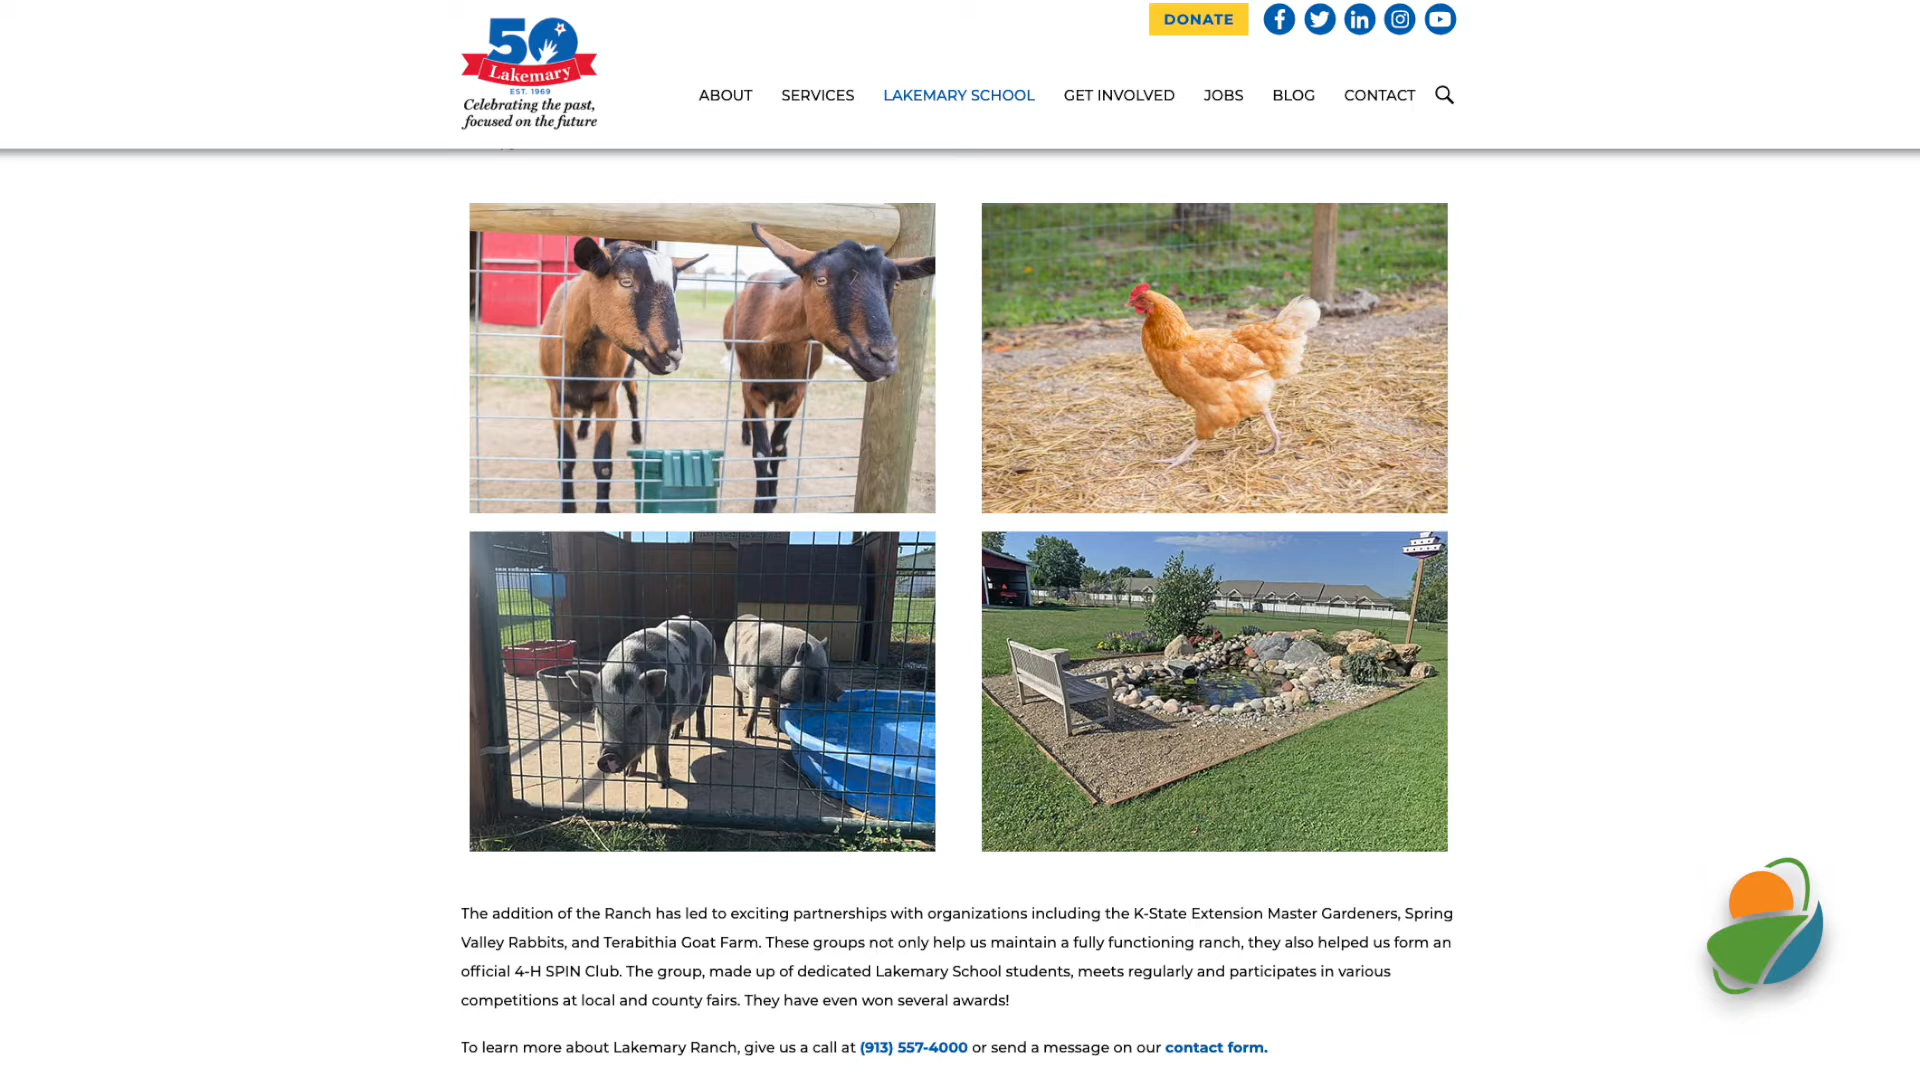 DONATE
50
Lakemary
EST. 1969
Celebrating the past,
focused on the future
ABOUT SERVICES LAKEMARY SCHOOL GET INVOLVED JOBS BLOG CONTACT
The addition of the Ranch has led to exciting partnerships with organizations including the K-State Extension Master Gardeners, Spring
Valley Rabbits, and Terabithia Goat Farm. These groups not only help us maintain a fully functioning ranch, they also helped us form an
official 4-H SPIN Club. The group, made up of dedicated Lakemary School students, meets regularly and participates in various
competitions at local and county fairs. They have even won several awards!
To learn more about Lakemary Ranch, give us a call at (913) 557-4000 or send a message on our contact form.